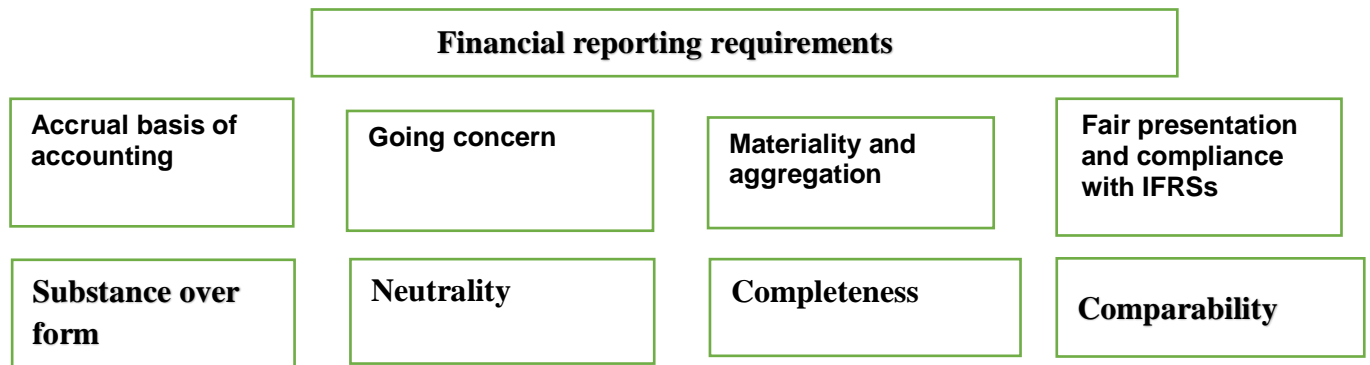 Financial reporting requirements
Accrual basis of
accounting
Going concern
Materiality and
aggregation
Fair presentation
and compliance
with IFRSs
Substance over
form
Neutrality
Completeness
Comparability